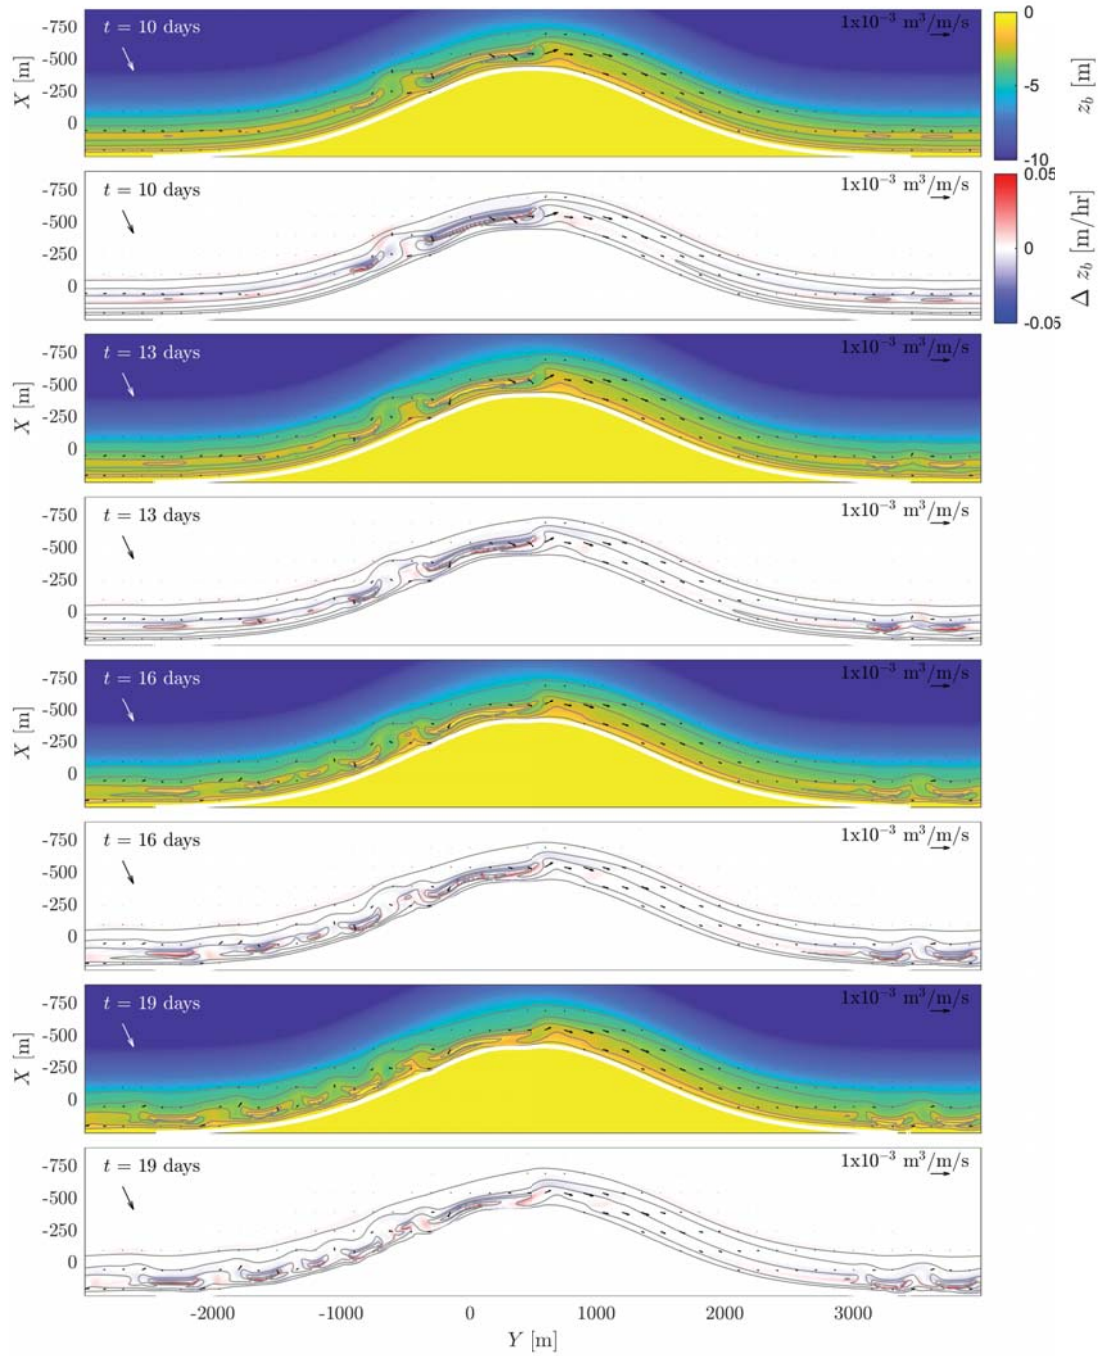 t = 10 days
1x10⁻³ m³/m/s
-750
-500
-250
0
X [m]
0
-5
-10
z_b [m]
t = 10 days
1x10⁻³ m³/m/s
-750
-500
-250
0
X [m]
0.05
0
-0.05
Δ z_b [m/hr]
t = 13 days
1x10⁻³ m³/m/s
-750
-500
-250
0
X [m]
t = 13 days
1x10⁻³ m³/m/s
-750
-500
-250
0
X [m]
t = 16 days
1x10⁻³ m³/m/s
-750
-500
-250
0
X [m]
t = 16 days
1x10⁻³ m³/m/s
-750
-500
-250
0
X [m]
t = 19 days
1x10⁻³ m³/m/s
-750
-500
-250
0
X [m]
t = 19 days
1x10⁻³ m³/m/s
-750
-500
-250
0
X [m]
-2000
-1000
0
1000
2000
3000
Y [m]